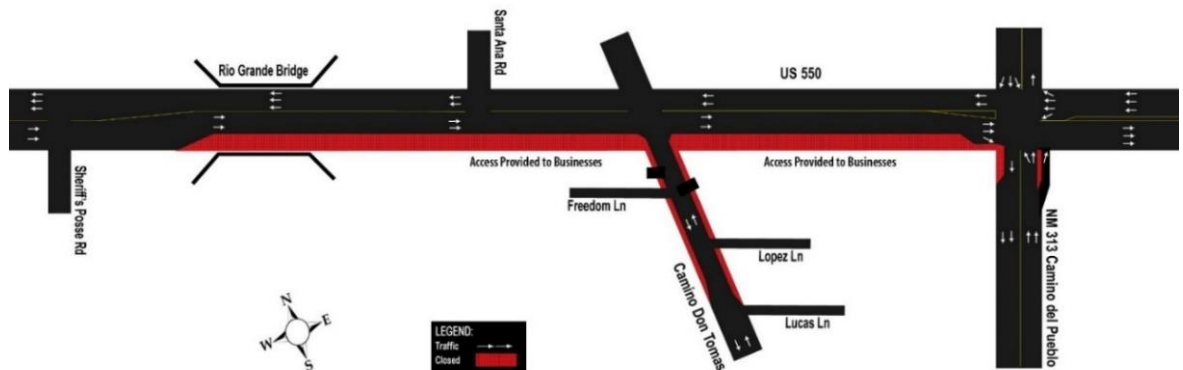 Santa Ana Rd
Rio Grande Bridge
US 550
Access Provided to Businesses
Access Provided to Businesses
Sheriff's Posse Rd
Freedom Ln
Lopez Ln
Camino Don Tomas
Lucas Ln
NM 313 Camino del Pueblo
N
E
W
S
LEGEND:
Traffic
Closed